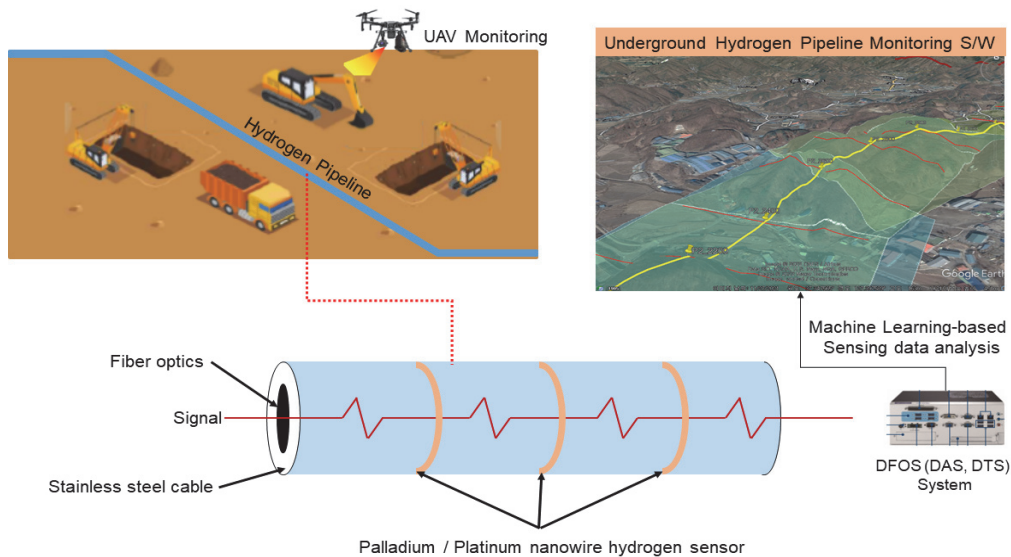 UAV Monitoring
Hydrogen Pipeline
Underground Hydrogen Pipeline Monitoring S/W
Google Earth
Machine Learning-based
Sensing data analysis
Fiber optics
Signal
Stainless steel cable
DFOS (DAS, DTS)
System
Palladium / Platinum nanowire hydrogen sensor